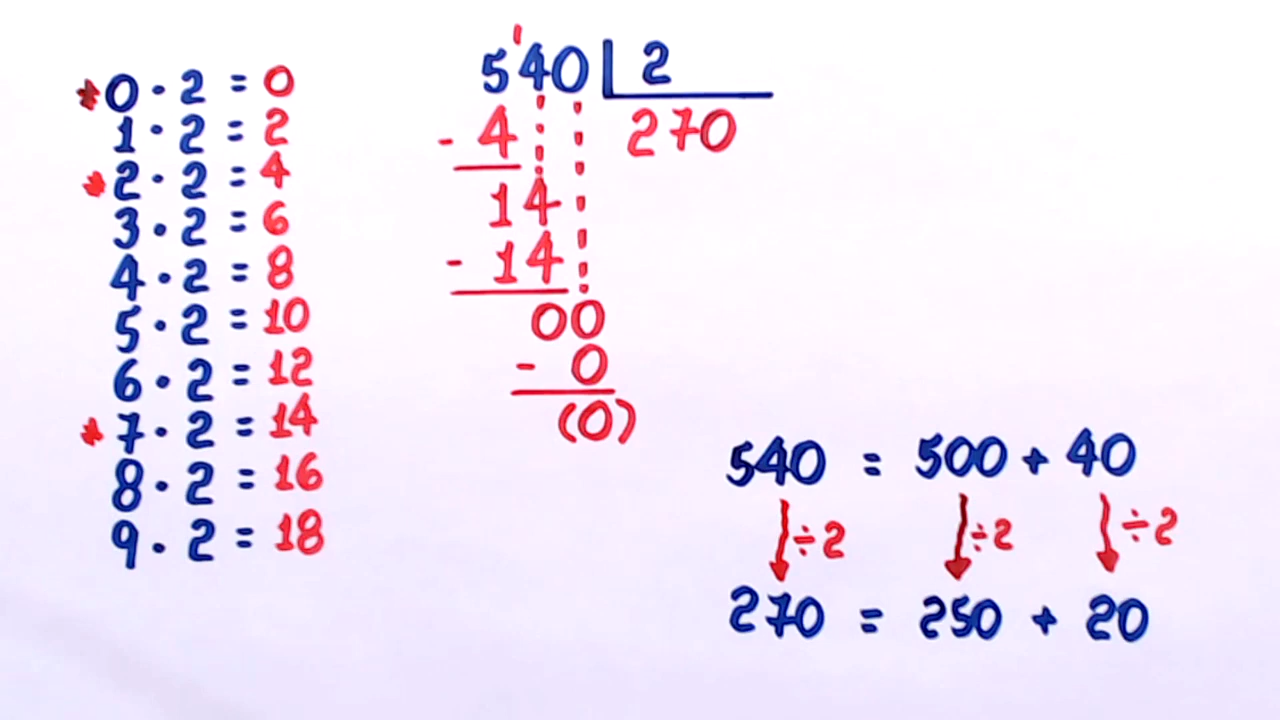 * 0 · 2 = 0
1 · 2 = 2
* 2 · 2 = 4
3 · 2 = 6
4 · 2 = 8
5 · 2 = 10
6 · 2 = 12
* 7 · 2 = 14
8 · 2 = 16
9 · 2 = 18
540 2
- 4 270
14
- 14
00
- 0
(0)
540 = 500 + 40
÷2 ÷2 ÷2
270 = 250 + 20